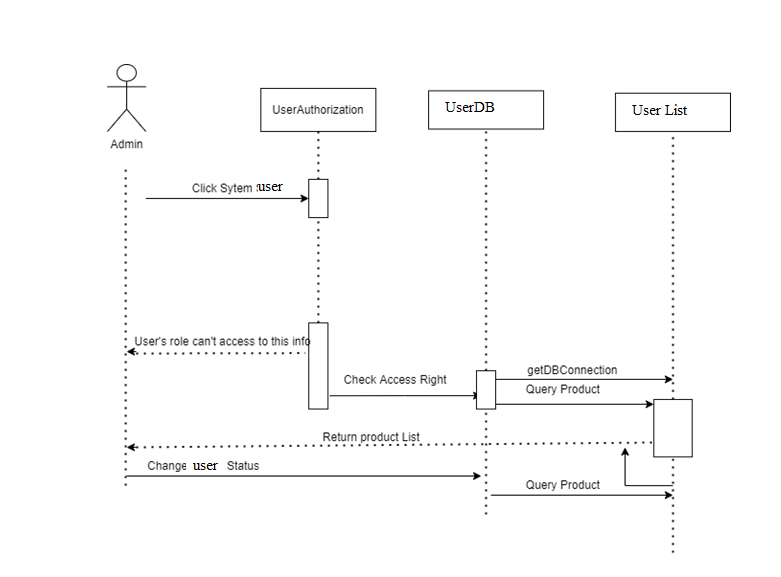 UserAuthorization
UserDB
User List
Admin
Click Sytem user
User's role can't access to this info
getDBConnection
Check Access Right
Query Product
Return product List
Change user Status
Query Product